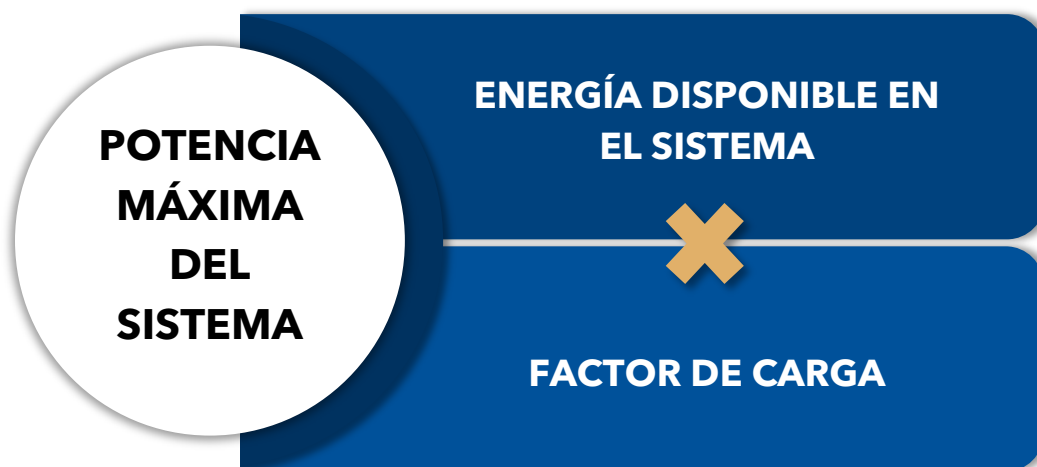 POTENCIA
MÁXIMA
DEL
SISTEMA
ENERGÍA DISPONIBLE EN
EL SISTEMA
FACTOR DE CARGA